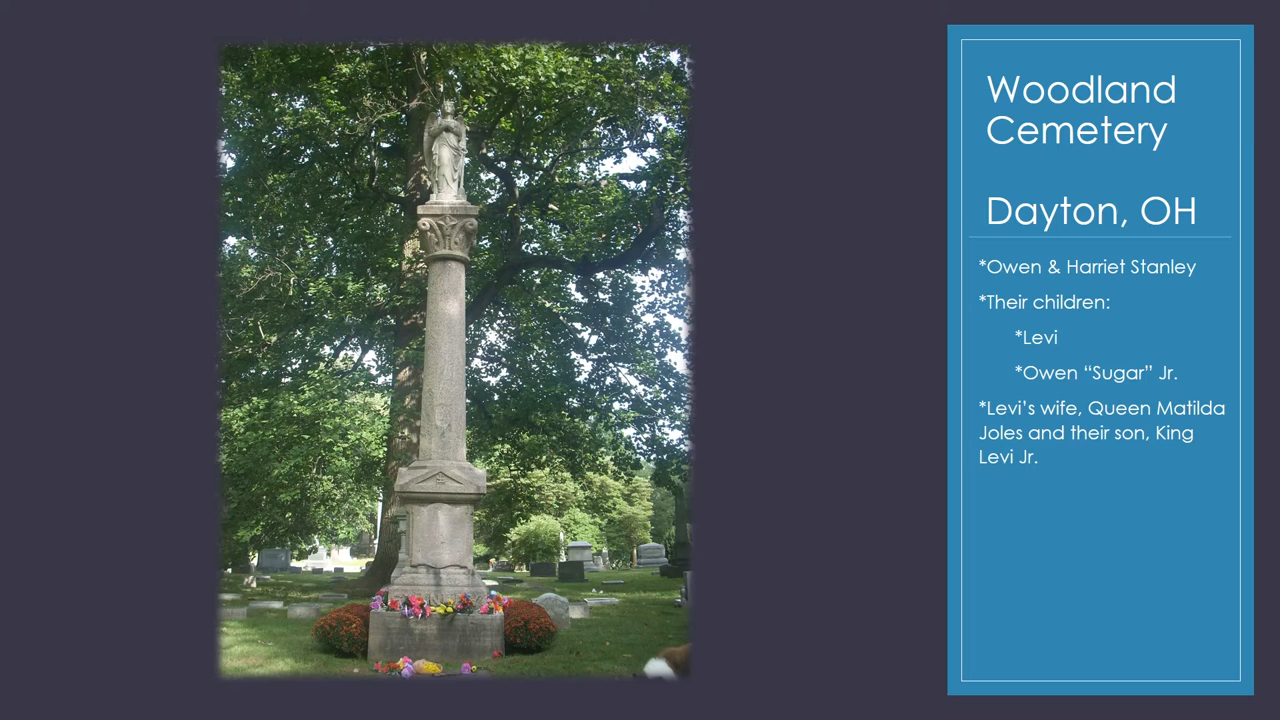 Woodland
Cemetery
Dayton, OH
*Owen & Harriet Stanley
*Their children:
*Levi
*Owen “Sugar” Jr.
*Levi’s wife, Queen Matilda
Joles and their son, King
Levi Jr.